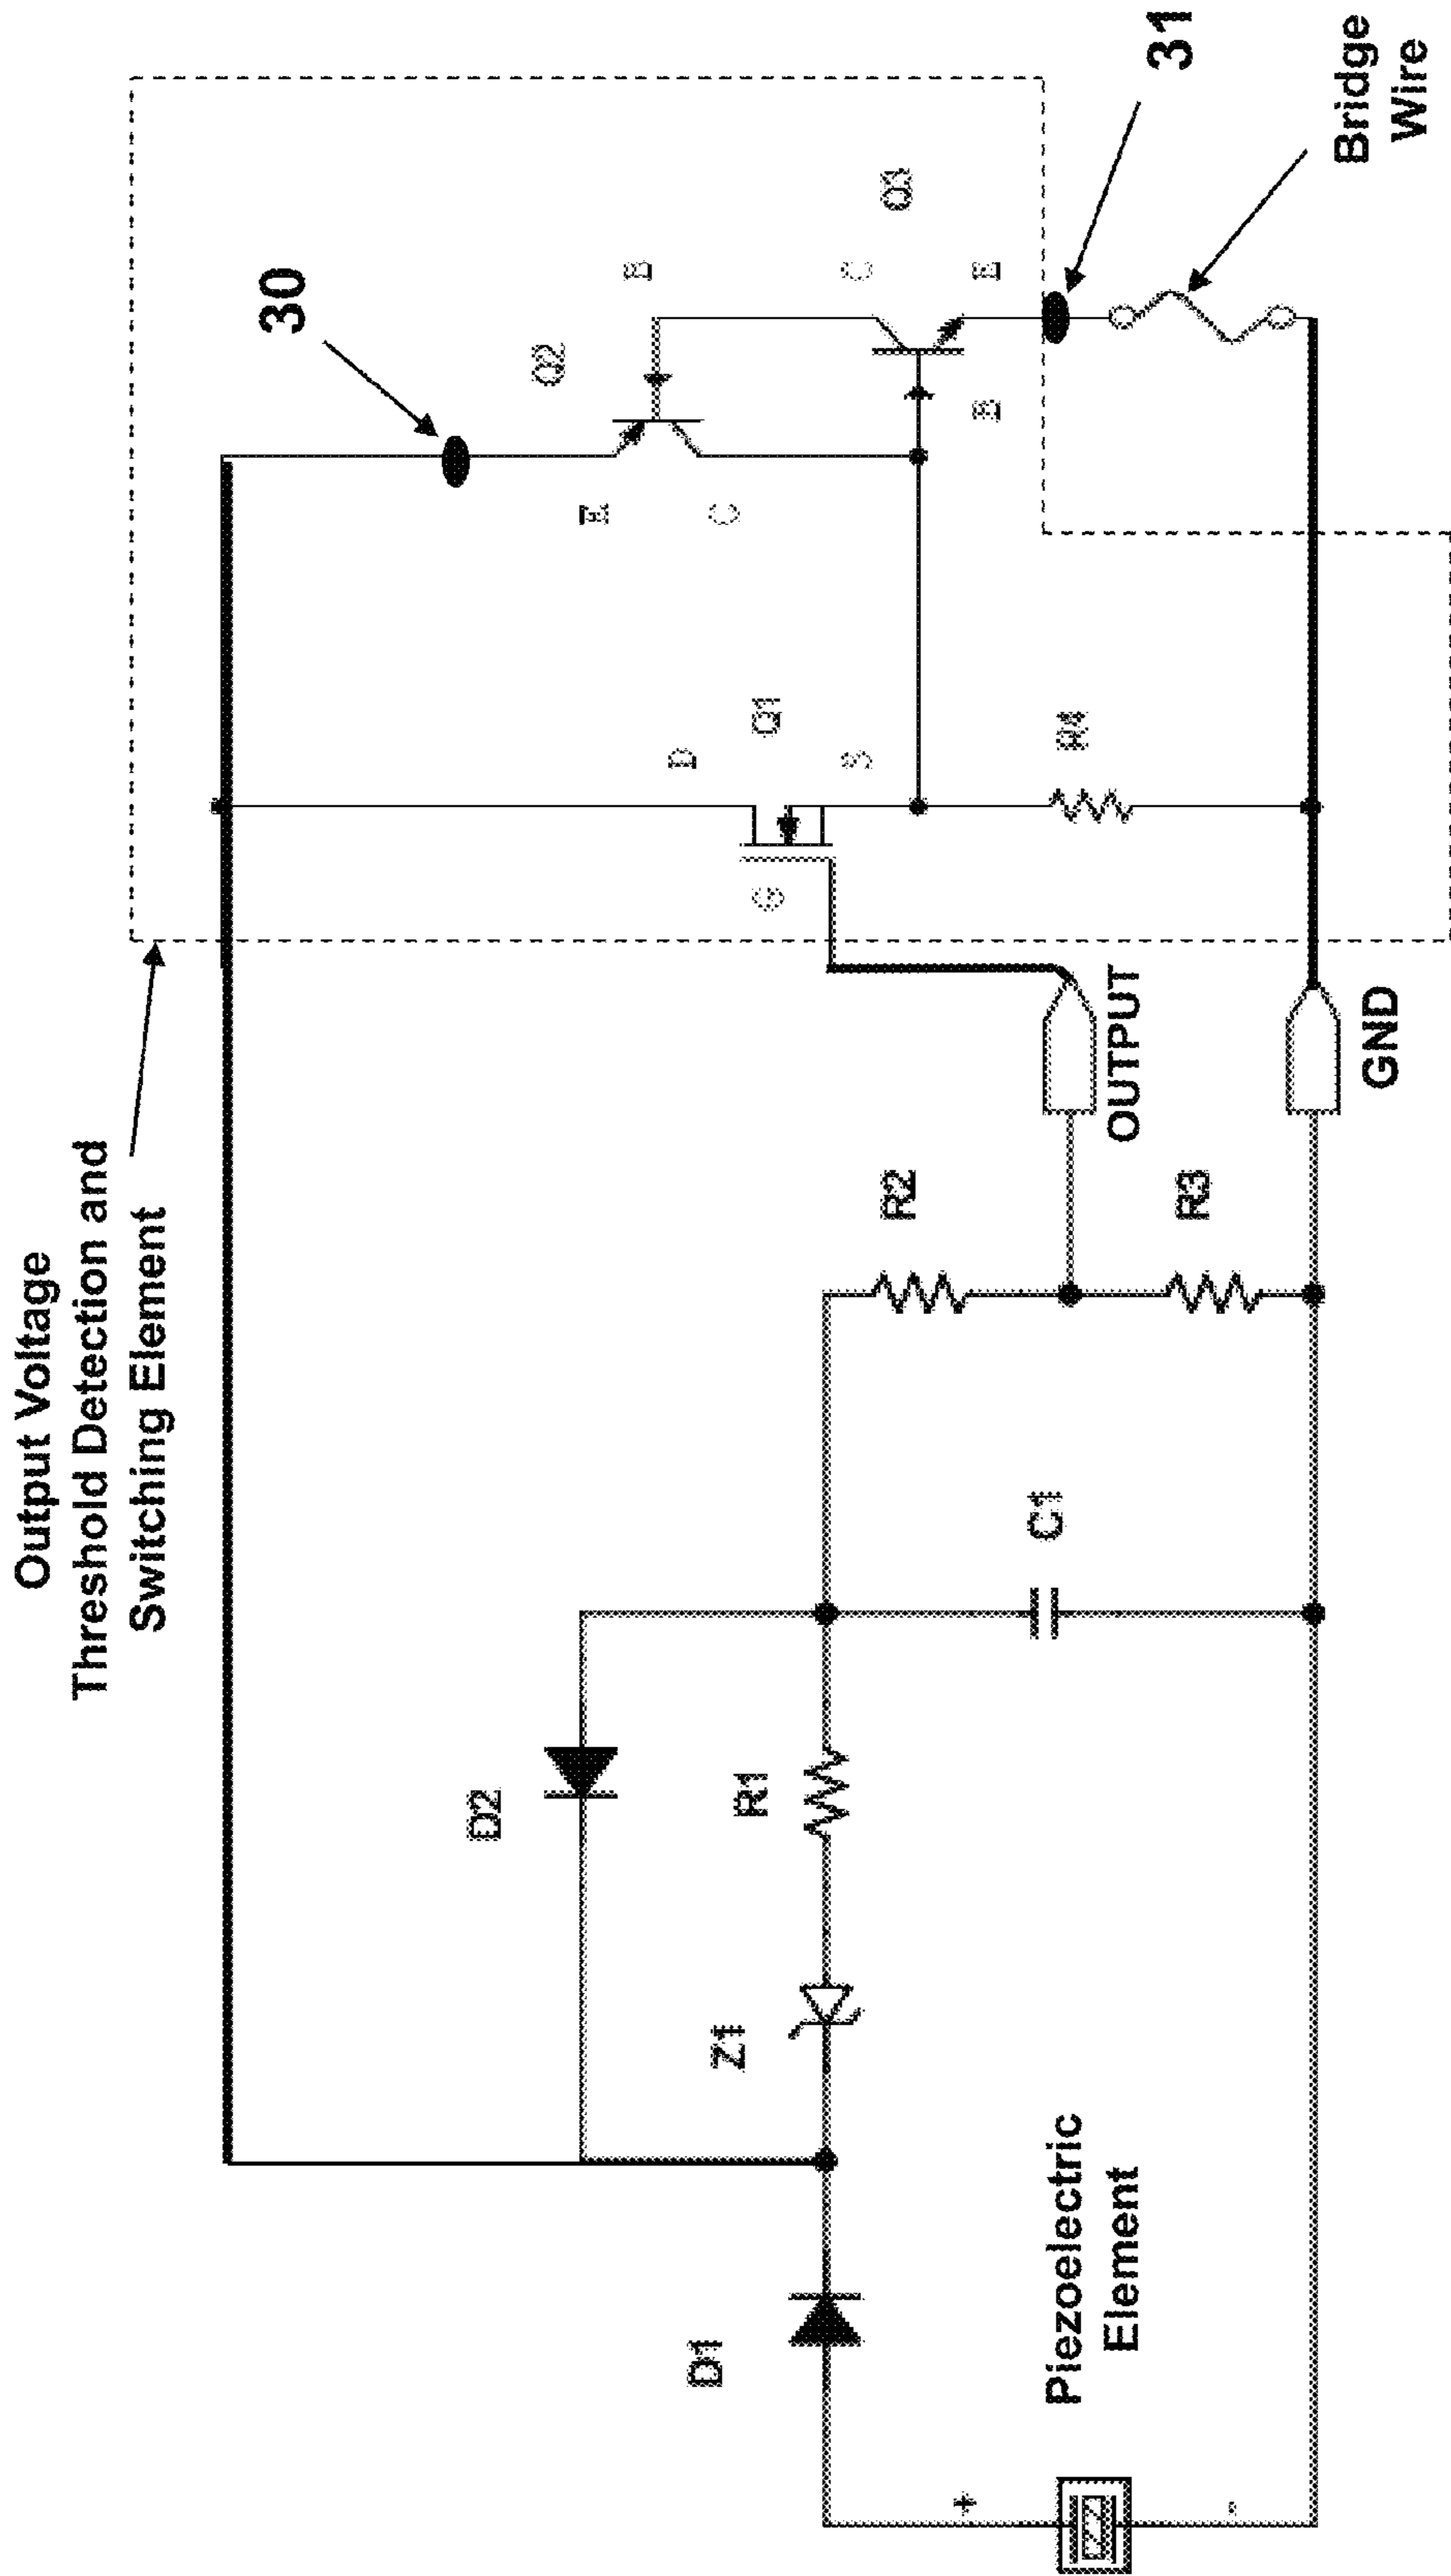 Output Voltage
Threshold Detection and
Switching Element
30
31
Bridge
Wire
Q2
E
C
B
Q3
C
E
B
D
Q1
S
G
R4
OUTPUT
GND
R2
R3
C1
D2
R1
Z1
D1
Piezoelectric
Element
+
-